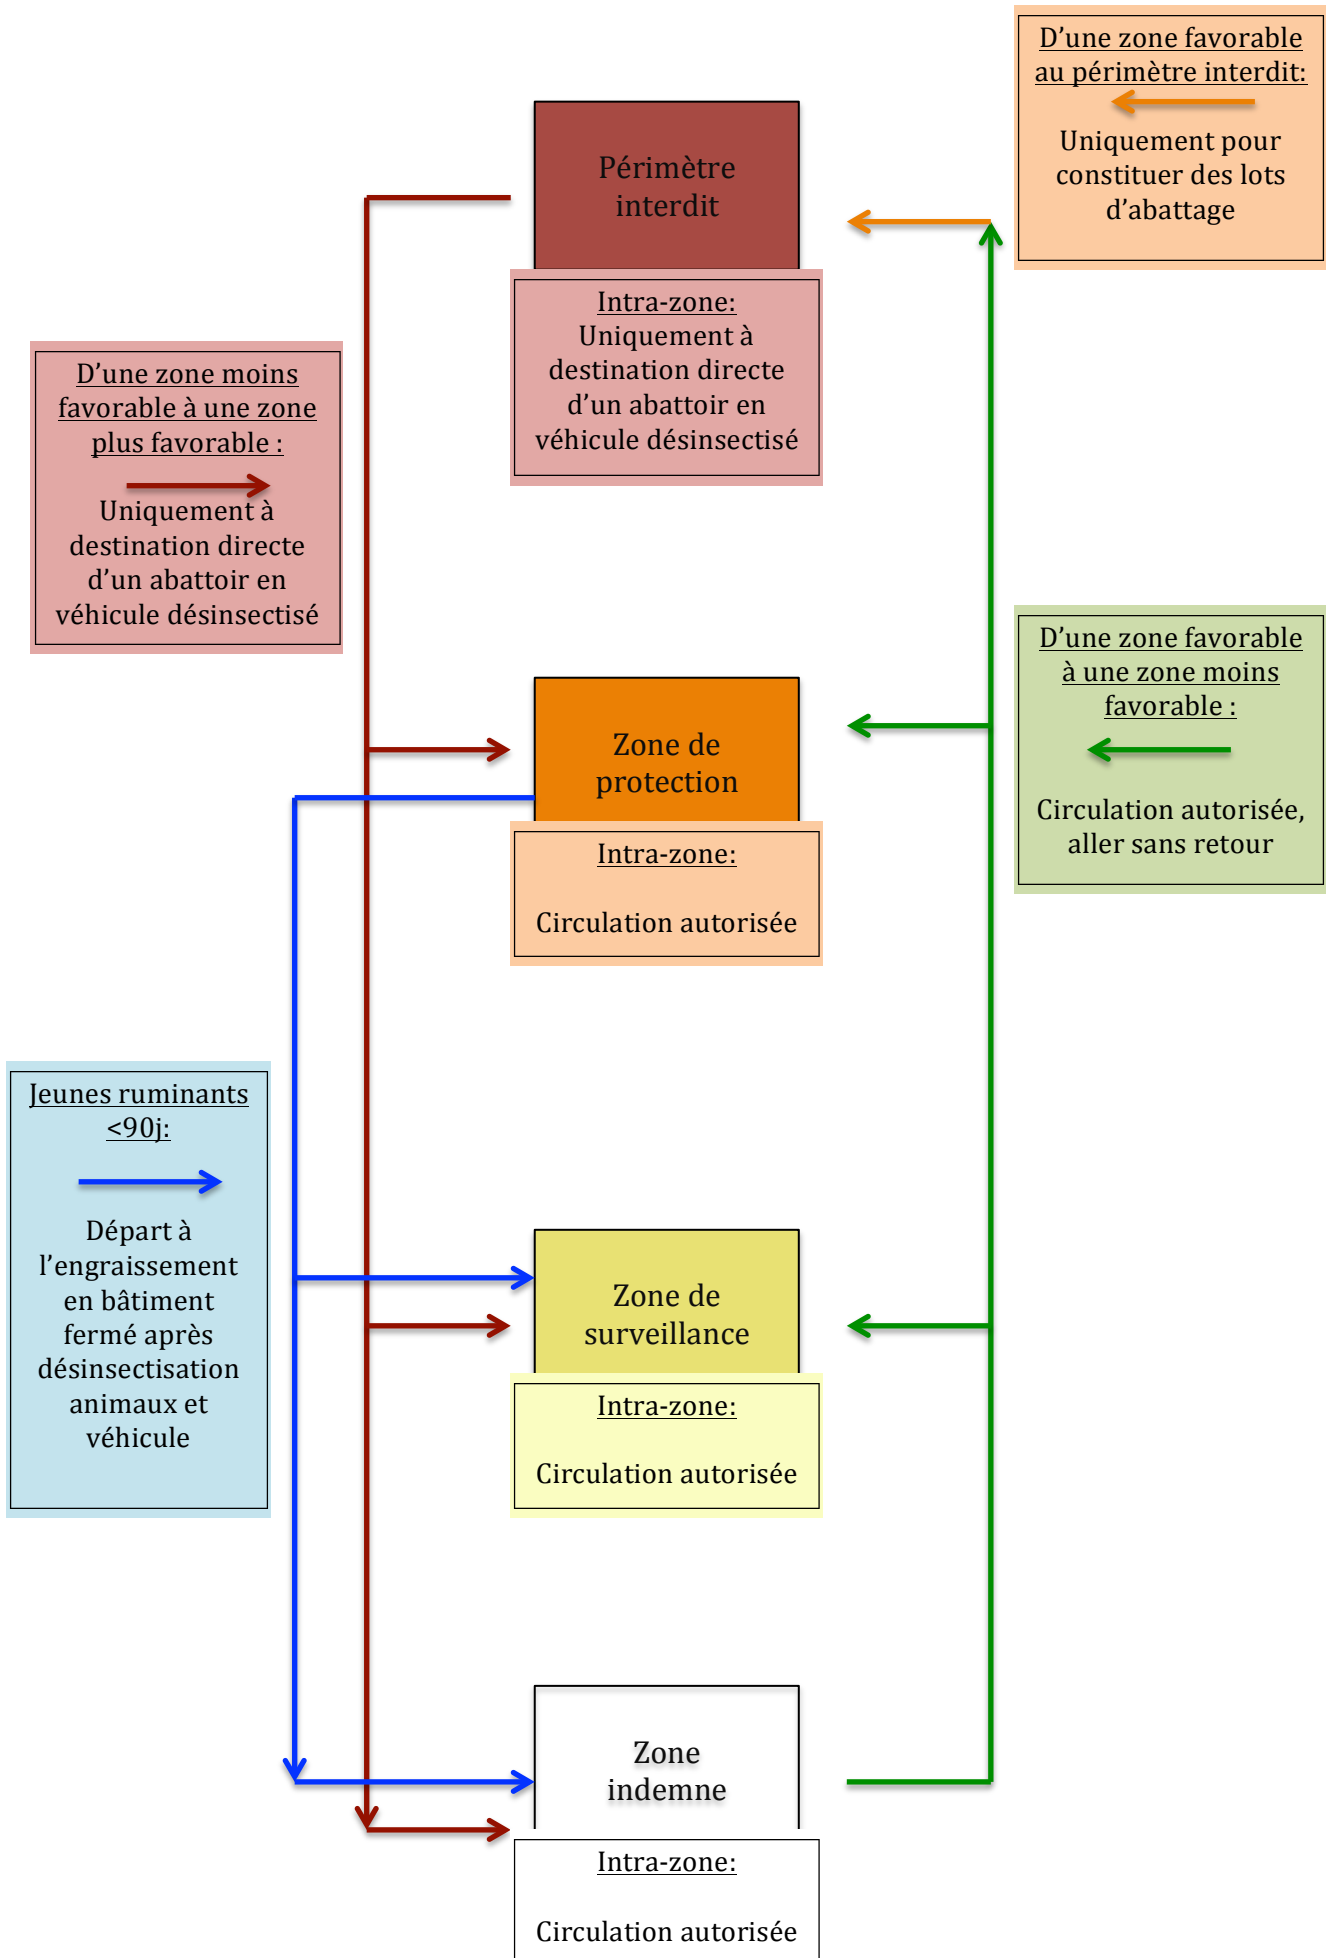 D’une zone favorable
au périmètre interdit:
Uniquement pour
constituer des lots
d’abattage
Périmètre
interdit
Intra-zone:
Uniquement à
destination directe
d’un abattoir en
véhicule désinsectisé
D’une zone moins
favorable à une zone
plus favorable :
Uniquement à
destination directe
d’un abattoir en
véhicule désinsectisé
D’une zone favorable
à une zone moins
favorable :
Circulation autorisée,
aller sans retour
Zone de
protection
Intra-zone:
Circulation autorisée
Jeunes ruminants
<90j:
Départ à
l’engraissement
en bâtiment
fermé après
désinsectisation
animaux et
véhicule
Zone de
surveillance
Intra-zone:
Circulation autorisée
Zone
indemne
Intra-zone:
Circulation autorisée